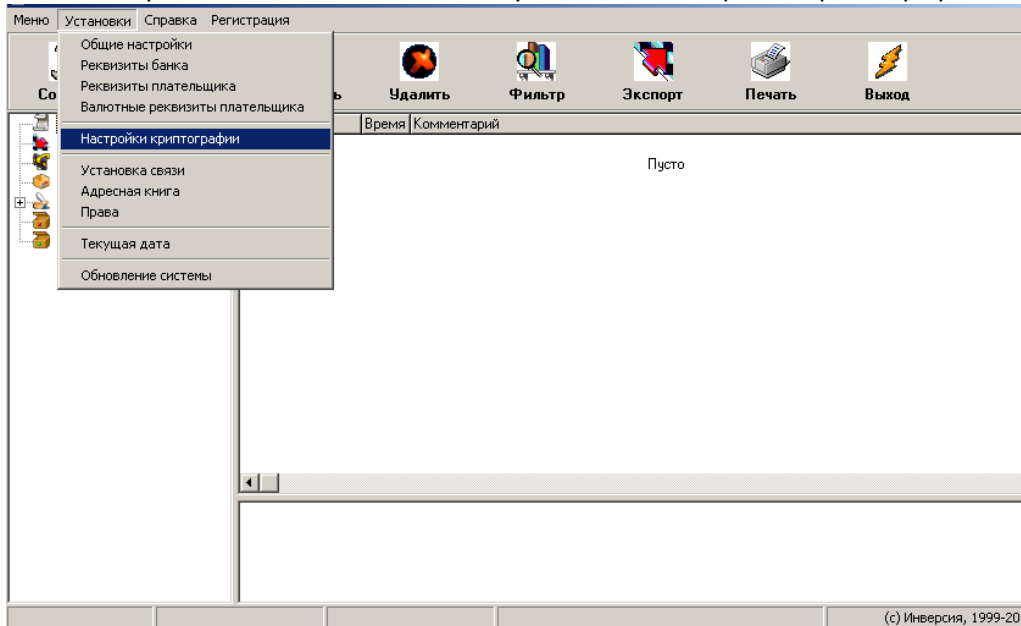 Меню Установки Справка Регистрация
Общие настройки
Реквизиты банка
Реквизиты плательщика
Валютные реквизиты плательщика
Настройки криптографии
Установка связи
Адресная книга
Права
Текущая дата
Обновление системы
Удалить Фильтр Экспорт Печать Выход
Время Комментарий
Пусто
(c) Инверсия, 1999-20